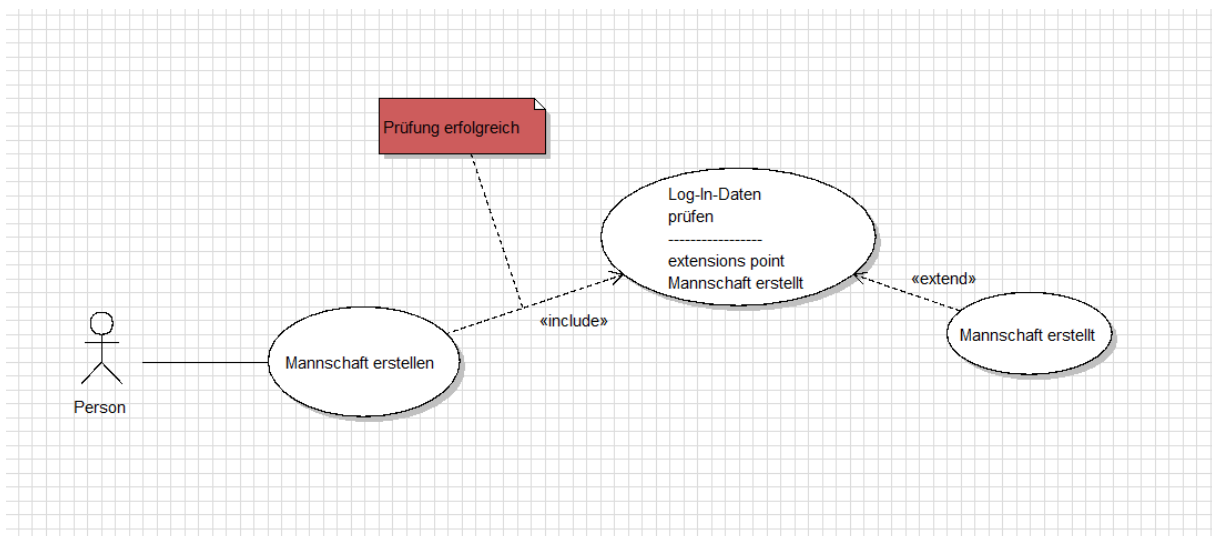 Prüfung erfolgreich
Log-In-Daten
prüfen
-----------------
extensions point
Mannschaft erstellt
«extend»
«include»
Mannschaft erstellt
Mannschaft erstellen
Person